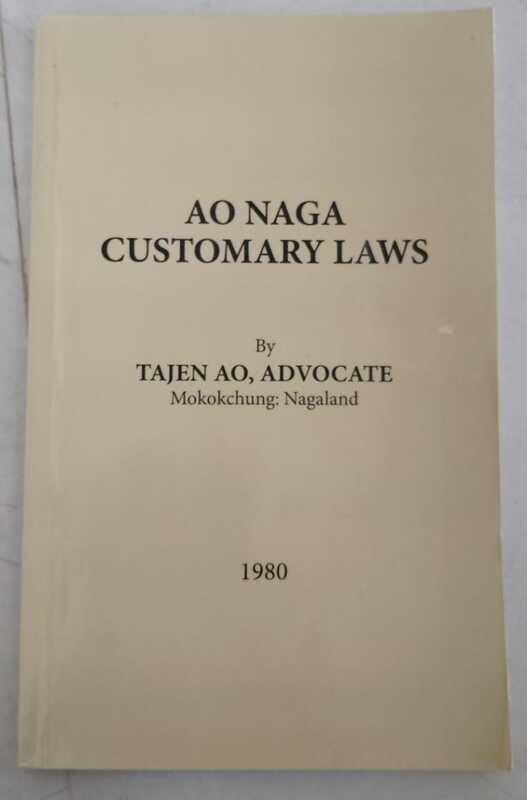 AO NAGA
CUSTOMARY LAWS
By
TAJEN AO, ADVOCATE
Mokokchung: Nagaland
1980